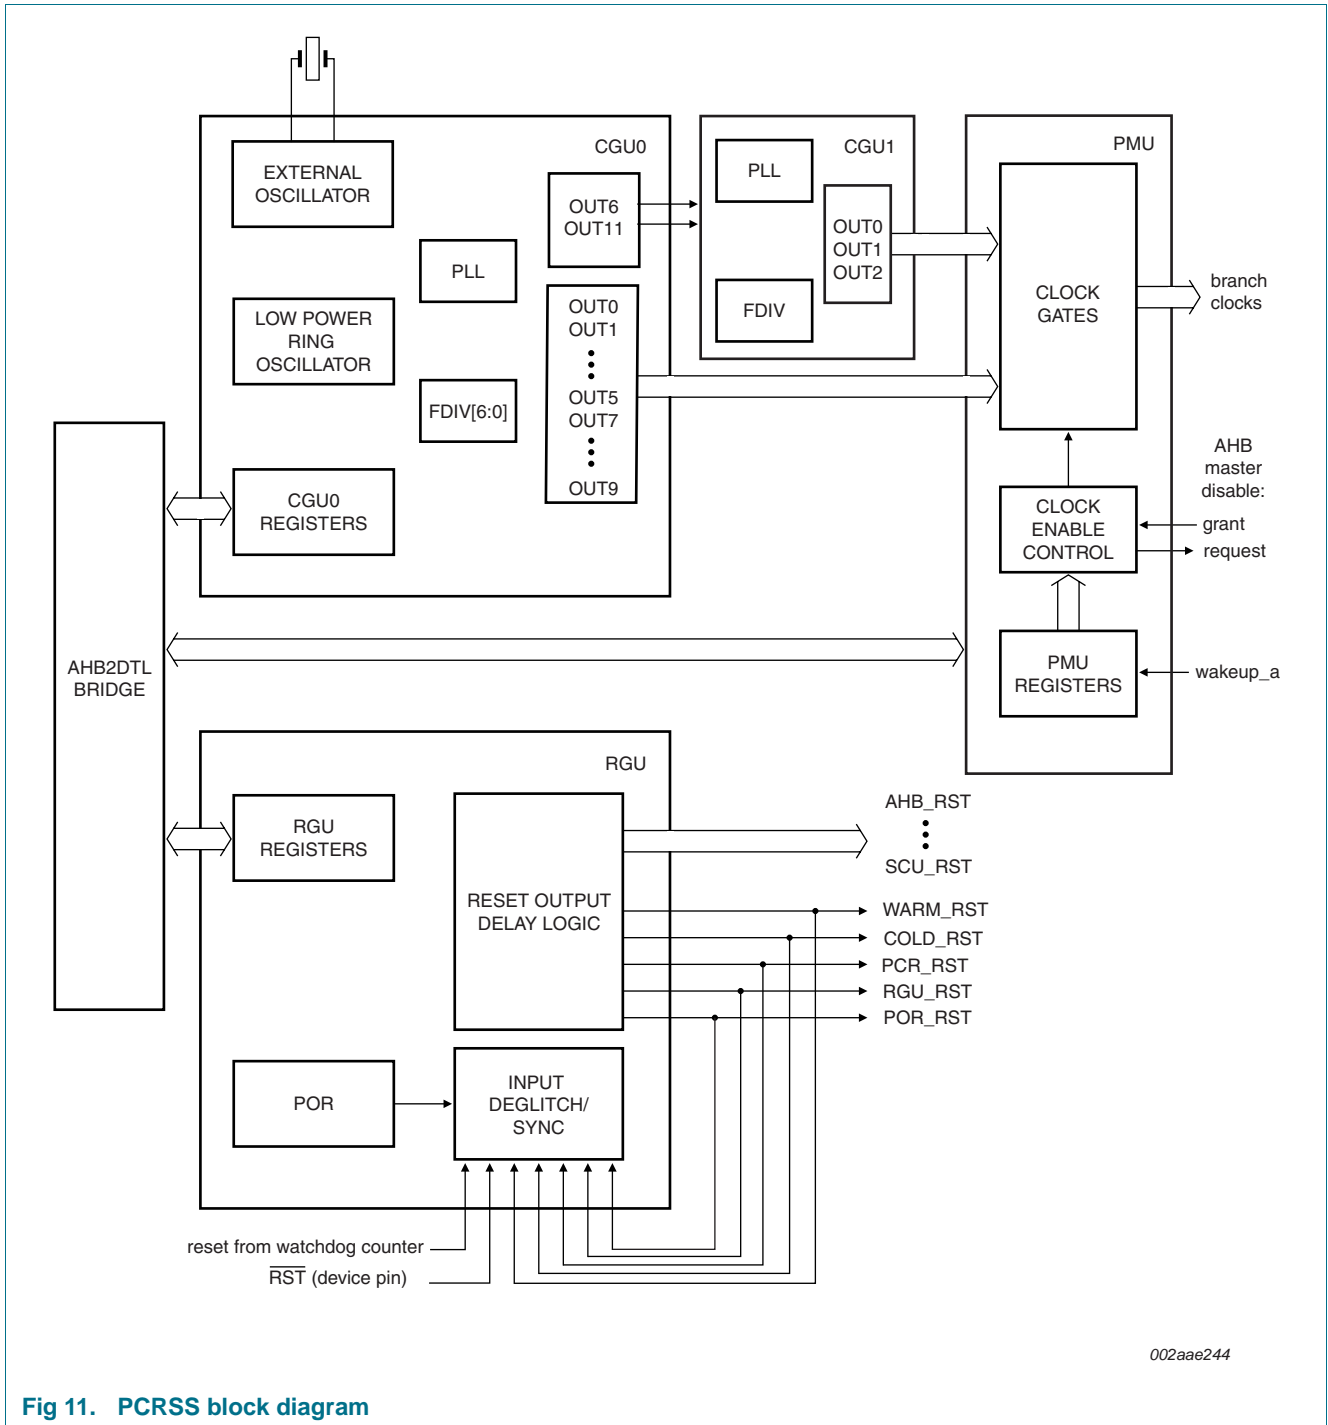 CGU0
EXTERNAL
OSCILLATOR
OUT6
OUT11
PLL
LOW POWER
RING
OSCILLATOR
OUT0
OUT1
OUT5
OUT7
OUT9
FDIV[6:0]
CGU0
REGISTERS
CGU1
PLL
OUT0
OUT1
OUT2
FDIV
PMU
CLOCK
GATES
branch
clocks
AHB
master
disable:
grant
request
CLOCK
ENABLE
CONTROL
PMU
REGISTERS
wakeup_a
AHB2DTL
BRIDGE
RGU
RGU
REGISTERS
RESET OUTPUT
DELAY LOGIC
AHB_RST
SCU_RST
WARM_RST
COLD_RST
PCR_RST
RGU_RST
POR_RST
POR
INPUT
DEGLITCH/
SYNC
reset from watchdog counter
RST (device pin)
002aae244
Fig 11. PCRSS block diagram